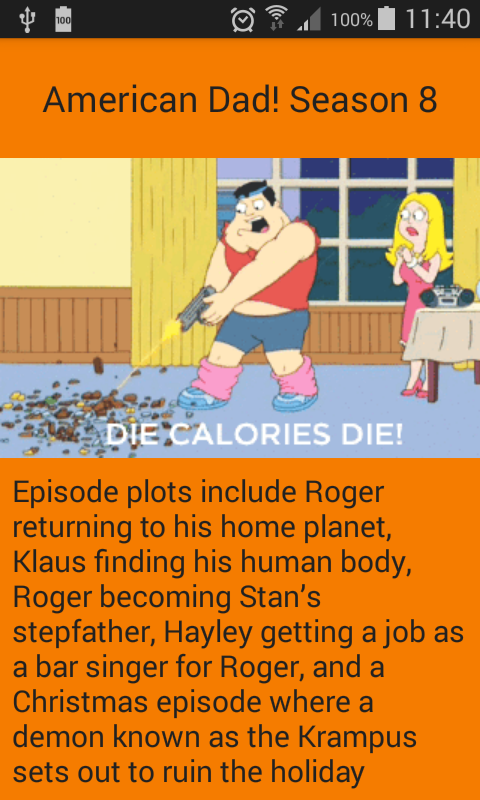 100
100% 11:40
American Dad! Season 8
DIE CALORIES DIE!
Episode plots include Roger
returning to his home planet,
Klaus finding his human body,
Roger becoming Stan's
stepfather, Hayley getting a job as
a bar singer for Roger, and a
Christmas episode where a
demon known as the Krampus
sets out to ruin the holiday